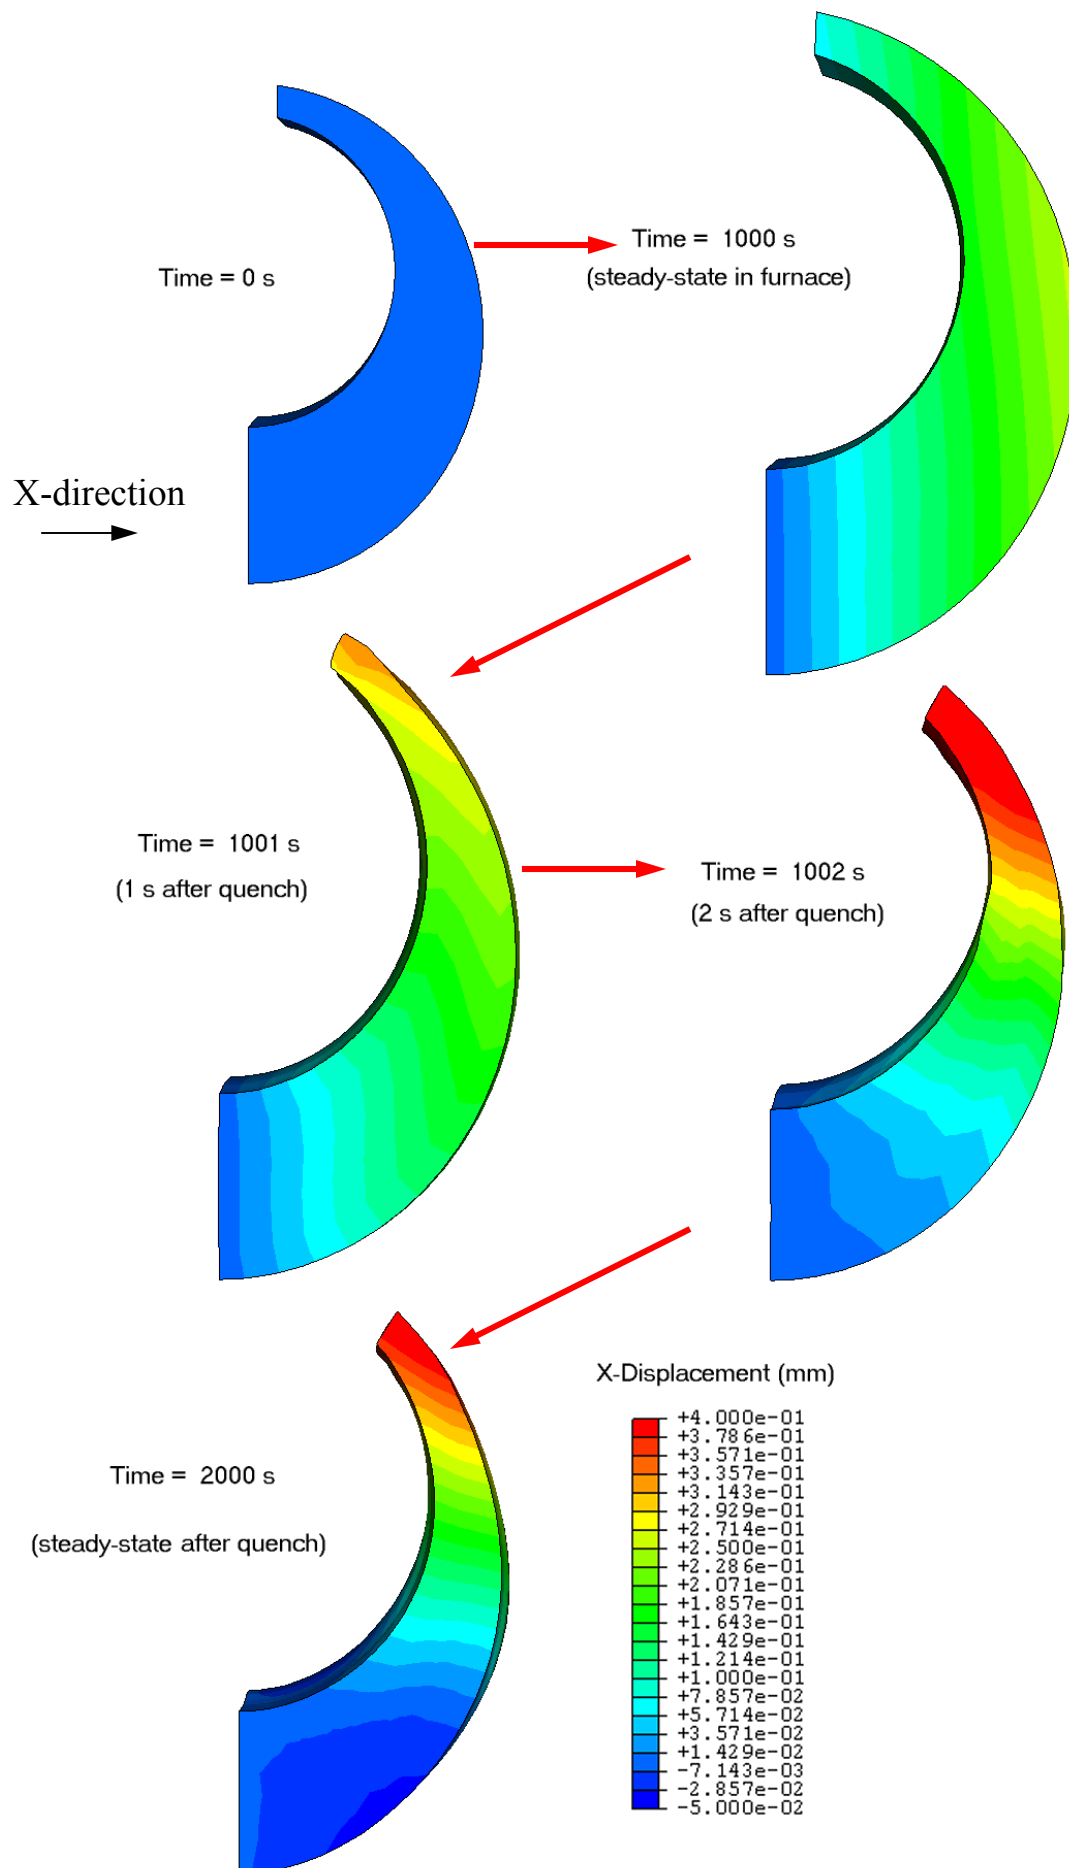 Time = 1000 s
(steady-state in furnace)
Time = 0 s
X-direction
Time = 1001 s
(1 s after quench)
Time = 1002 s
(2 s after quench)
X-Displacement (mm)
+4.000e-01
+3.786e-01
+3.571e-01
+3.357e-01
+3.143e-01
+2.929e-01
+2.714e-01
+2.500e-01
+2.286e-01
+2.071e-01
+1.857e-01
+1.643e-01
+1.429e-01
+1.214e-01
+1.000e-01
+7.857e-02
+5.714e-02
+3.571e-02
+1.429e-02
-7.143e-03
-2.857e-02
-5.000e-02
Time = 2000 s
(steady-state after quench)